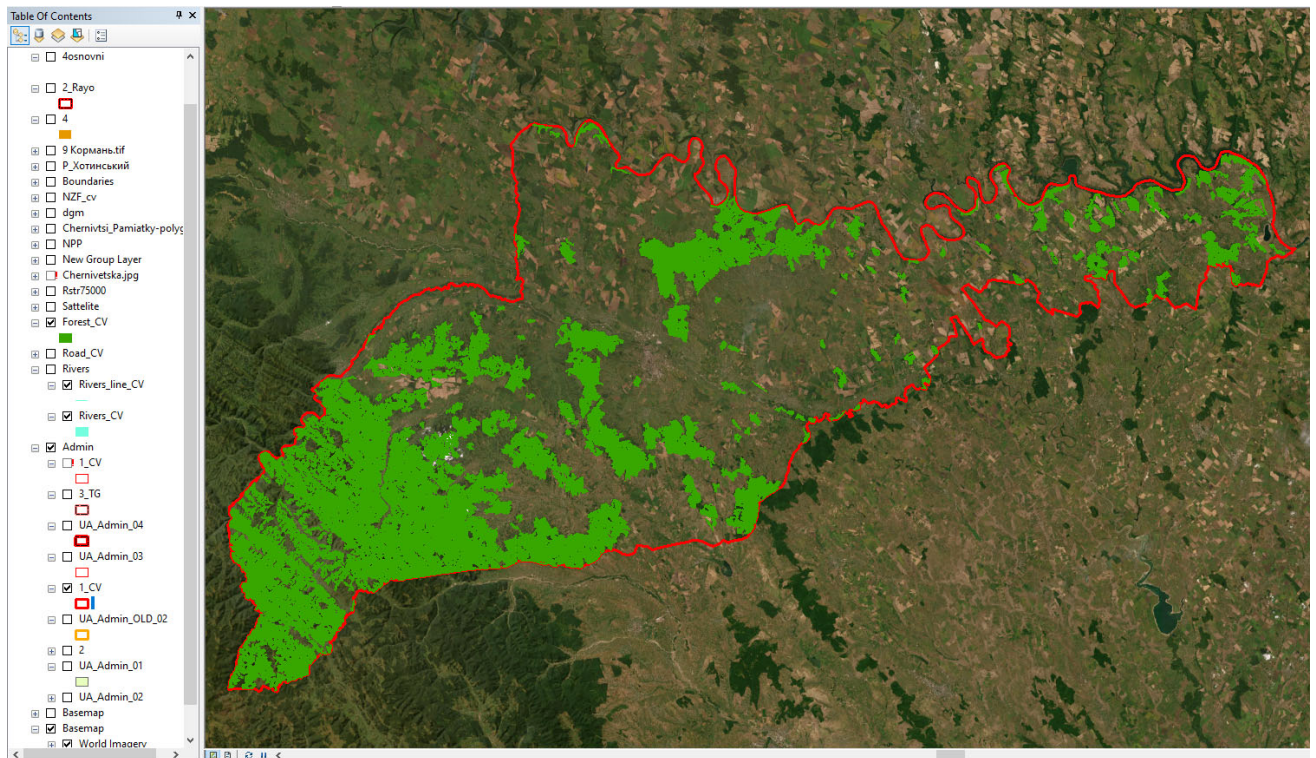 Table Of Contents
4osnovni
2_Rayo
4
9 Кормань.tif
Р_Хотинський
Boundaries
NZF_cv
dgm
Chernivtsi_Pamiatky-polyg
NPP
New Group Layer
Chernivetska.jpg
Rstr75000
Sattelite
Forest_CV
Road_CV
Rivers
Rivers_line_CV
Rivers_CV
Admin
1_CV
3_TG
UA_Admin_04
UA_Admin_03
1_CV
UA_Admin_OLD_02
2
UA_Admin_01
UA_Admin_02
Basemap
Basemap
World Imagery